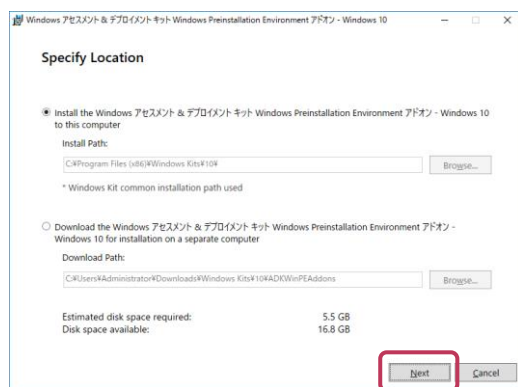 Windows アセスメント & デプロイメント キット Windows Preinstallation Environment アドオン - Windows 10
Specify Location
Install the Windows アセスメント & デプロイメント キット Windows Preinstallation Environment アドオン - Windows 10
to this computer
Install Path:
C:¥Program Files (x86)¥Windows Kits¥10¥
Browse...
* Windows Kit common installation path used
Download the Windows アセスメント & デプロイメント キット Windows Preinstallation Environment アドオン -
Windows 10 for installation on a separate computer
Download Path:
C:¥Users¥Administrator¥Downloads¥Windows Kits¥10¥ADKWinPEAddons
Browse...
Estimated disk space required: 5.5 GB
Disk space available: 16.8 GB
Next Cancel